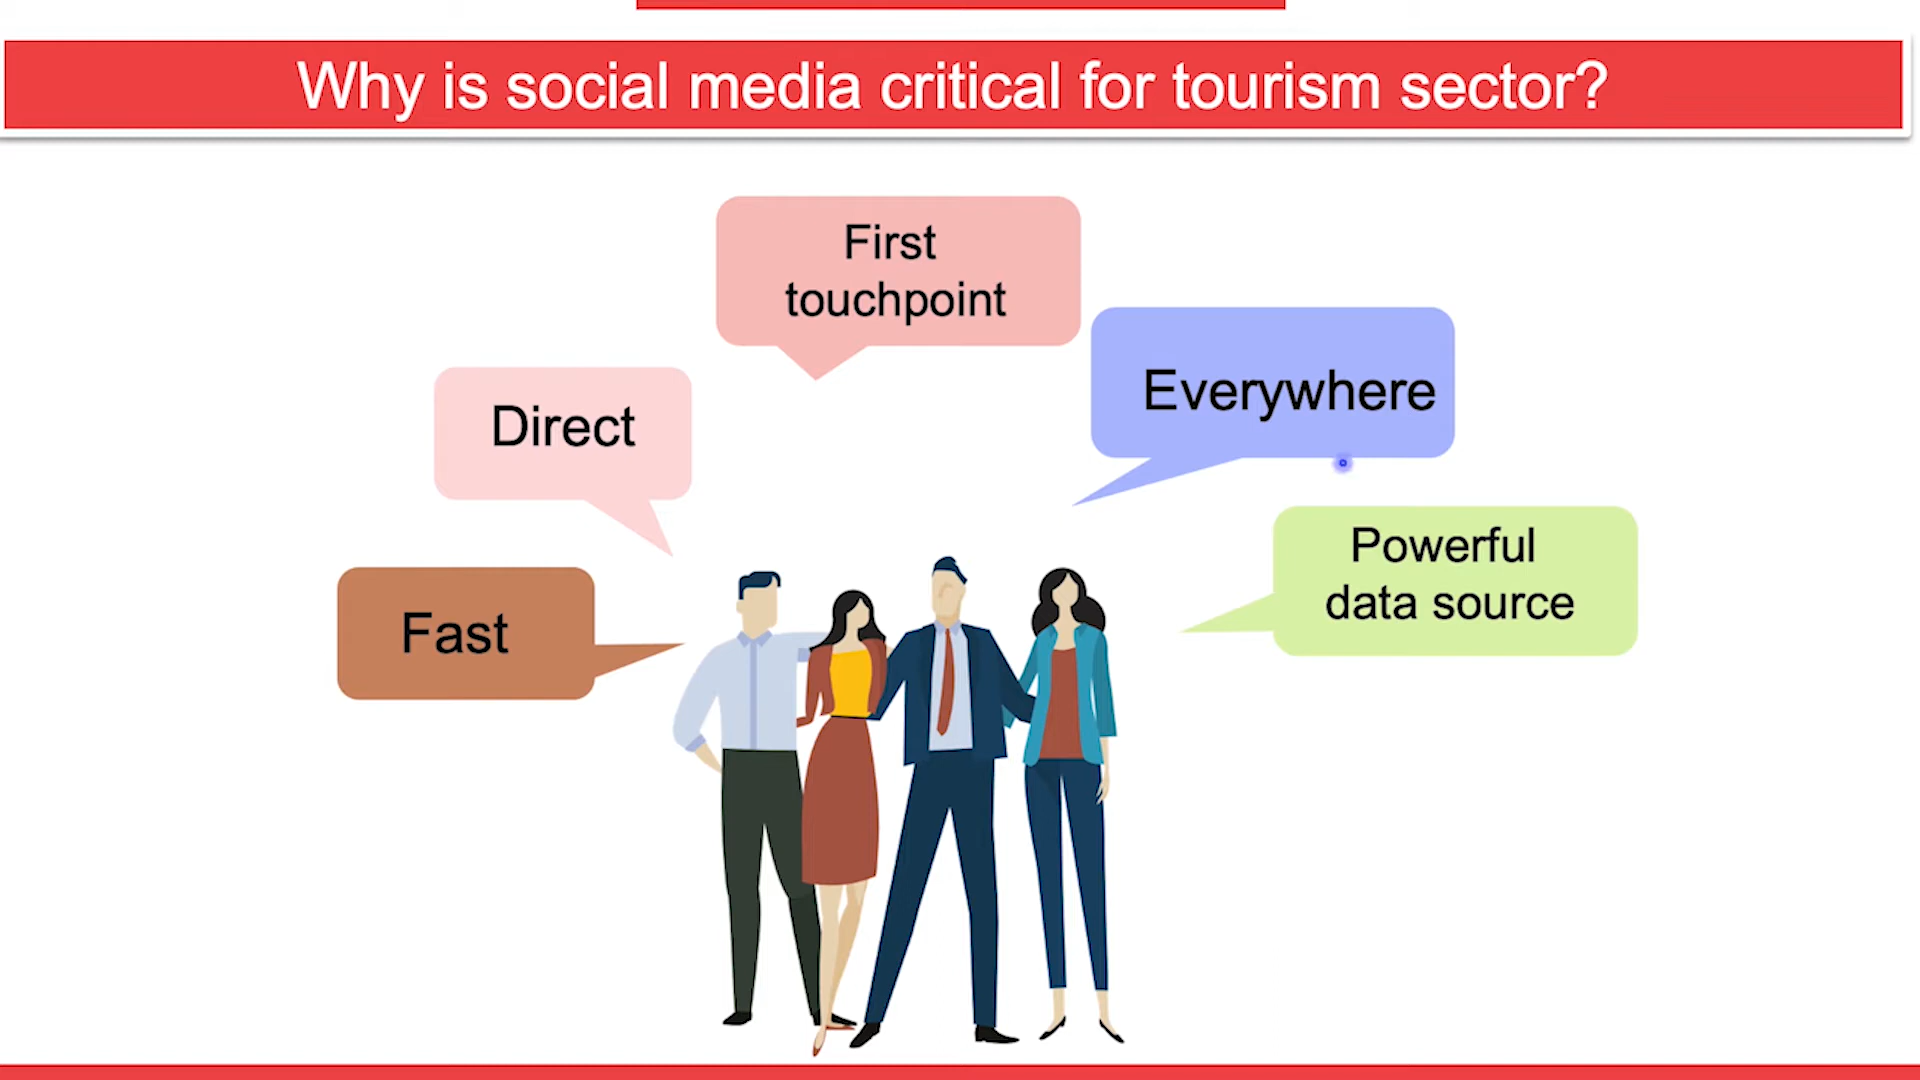 Why is social media critical for tourism sector?
First
touchpoint
Everywhere
Direct
Powerful
data source
Fast